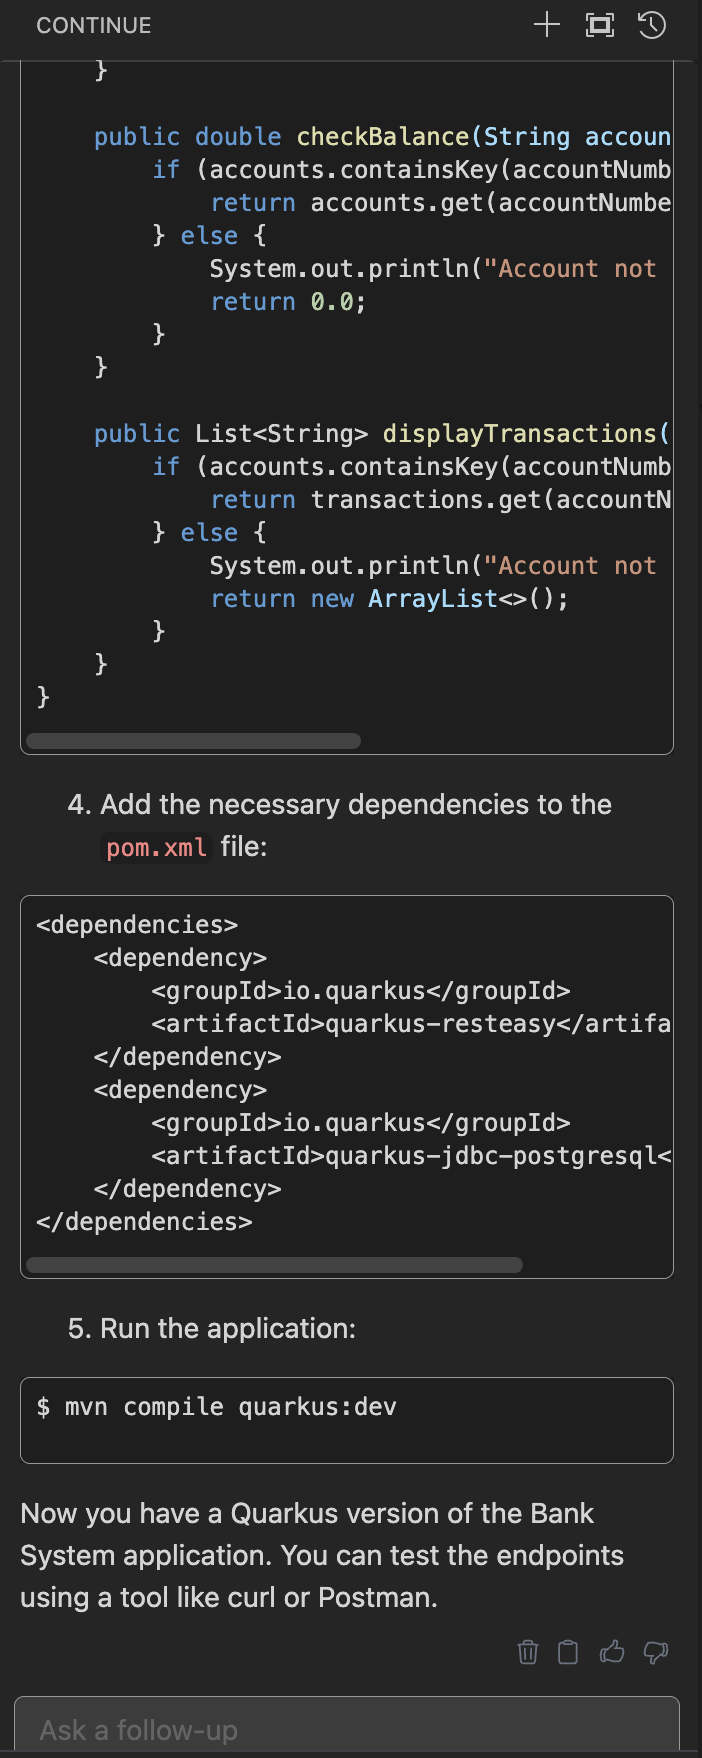 CONTINUE
}
public double checkBalance(String accoun
if (accounts.containsKey(accountNumb
return accounts.get(accountNumbe
} else {
System.out.println("Account not
return 0.0;
}
}
public List<String> displayTransactions(
if (accounts.containsKey(accountNumb
return transactions.get(accountN
} else {
System.out.println("Account not
return new ArrayList<>();
}
}
}
4. Add the necessary dependencies to the
pom.xml file:
<dependencies>
<dependency>
<groupId>io.quarkus</groupId>
<artifactId>quarkus-resteasy</artifa
</dependency>
<dependency>
<groupId>io.quarkus</groupId>
<artifactId>quarkus-jdbc-postgresql<
</dependency>
</dependencies>
5. Run the application:
$ mvn compile quarkus:dev
Now you have a Quarkus version of the Bank
System application. You can test the endpoints
using a tool like curl or Postman.
Ask a follow-up